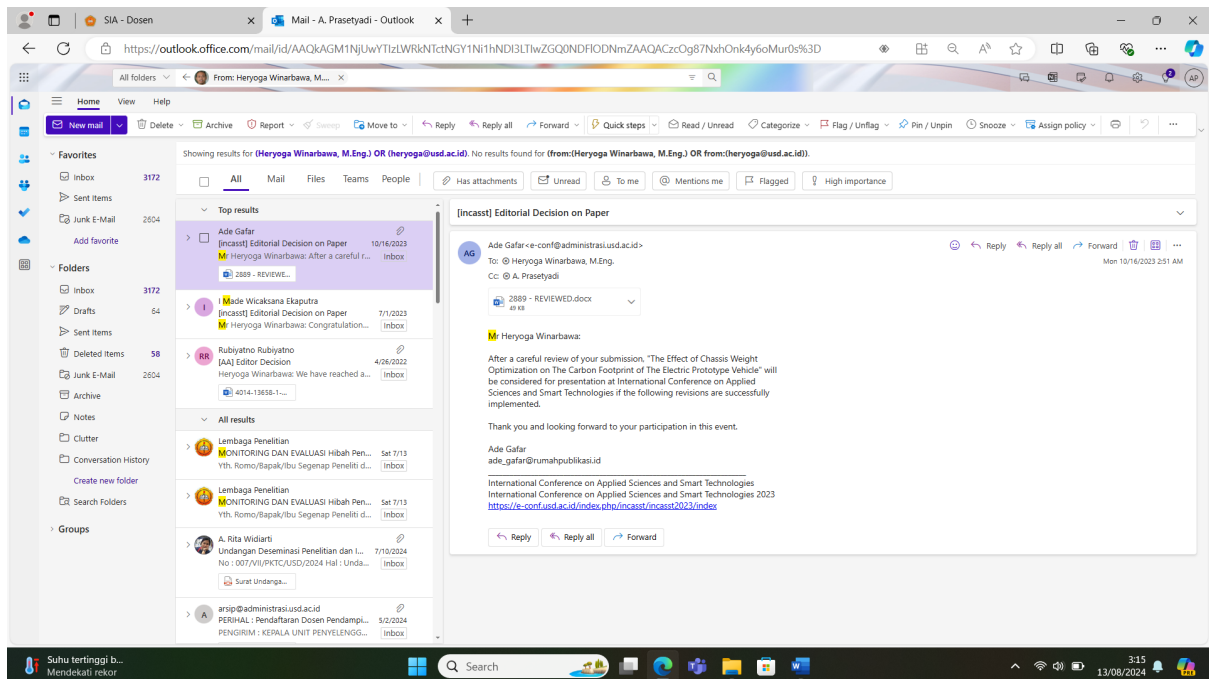 SIA - Dosen
Mail - A. Prasetyadi - Outlook
https://outlook.office.com/mail/id/AAQkAGM1NjUwYTIzLWRkNTctNGY1Ni1hNDI3LTIwZGQ0NDFlODNmZAAQACzcOg87NxhOnk4y6oMur0s%3D
All folders
From: Heryoga Winarbawa, M....
AP
Home View Help
New mail Delete Archive Report Sweep Move to Reply Reply all Forward Quick steps Read / Unread Categorize Flag / Unflag Pin / Unpin Snooze Assign policy
Favorites
Inbox 3172
Sent Items
Junk E-Mail 2604
Add favorite
Folders
Inbox 3172
Drafts 64
Sent Items
Deleted Items 58
Junk E-Mail 2604
Archive
Notes
Clutter
Conversation History
Create new folder
Search Folders
Groups
Showing results for (Heryoga Winarbawa, M.Eng.) OR (heryoga@usd.ac.id). No results found for (from:(Heryoga Winarbawa, M.Eng.) OR from:(heryoga@usd.ac.id)).
All Mail Files Teams People
Has attachments Unread To me Mentions me Flagged High importance
Top results
Ade Gafar
[incasst] Editorial Decision on Paper 10/16/2023
Mr Heryoga Winarbawa: After a careful r... Inbox
2889 - REVIEWE...
I
I Made Wicaksana Ekaputra
[incasst] Editorial Decision on Paper 7/1/2023
Mr Heryoga Winarbawa: Congratulation... Inbox
RR
Rubiyatno Rubiyatno
[AA] Editor Decision 4/26/2022
Heryoga Winarbawa: We have reached a... Inbox
4014-13658-1-...
All results
Lembaga Penelitian
MONITORING DAN EVALUASI Hibah Pen... Sat 7/13
Yth. Romo/Bapak/Ibu Segenap Peneliti d... Inbox
Lembaga Penelitian
MONITORING DAN EVALUASI Hibah Pen... Sat 7/13
Yth. Romo/Bapak/Ibu Segenap Peneliti d... Inbox
A. Rita Widiarti
Undangan Deseminasi Penelitian dan I... 7/10/2024
No : 007/VII/PKTC/USD/2024 Hal : Unda... Inbox
Surat Undanga...
A
arsip@administrasi.usd.ac.id
PERIHAL : Pendaftaran Dosen Pendampi... 5/2/2024
PENGIRIM : KEPALA UNIT PENYELENGG... Inbox
[incasst] Editorial Decision on Paper
AG
Ade Gafar<e-conf@administrasi.usd.ac.id>
Reply Reply all Forward
To: Heryoga Winarbawa, M.Eng.
Mon 10/16/2023 2:51 AM
Cc: A. Prasetyadi
2889 - REVIEWED.docx
49 KB
Mr Heryoga Winarbawa:
After a careful review of your submission, "The Effect of Chassis Weight
Optimization on The Carbon Footprint of The Electric Prototype Vehicle" will
be considered for presentation at International Conference on Applied
Sciences and Smart Technologies if the following revisions are successfully
implemented.
Thank you and looking forward to your participation in this event.
Ade Gafar
ade_gafar@rumahpublikasi.id
International Conference on Applied Sciences and Smart Technologies
International Conference on Applied Sciences and Smart Technologies 2023
https://e-conf.usd.ac.id/index.php/incasst/incasst2023/index
Reply Reply all Forward
Suhu tertinggi b...
Mendekati rekor
Search
3:15
13/08/2024